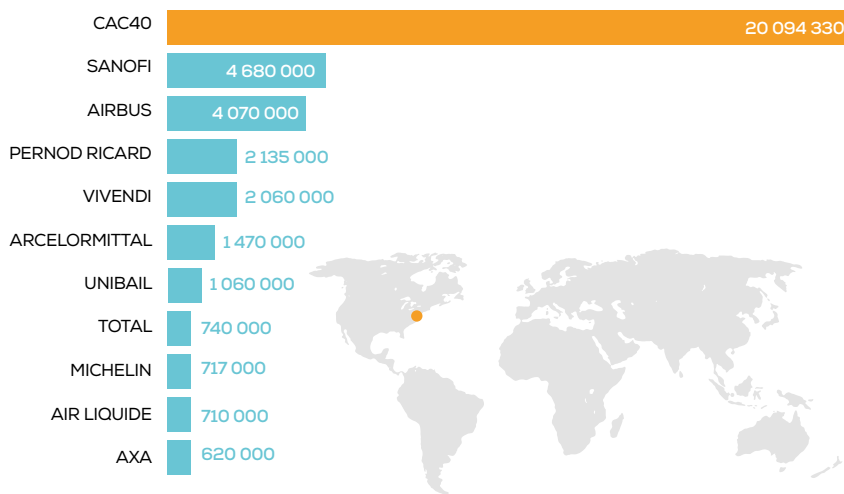 CAC40 20 094 330
SANOFI 4 680 000
AIRBUS 4 070 000
PERNOD RICARD 2 135 000
VIVENDI 2 060 000
ARCELORMITTAL 1 470 000
UNIBAIL 1 060 000
TOTAL 740 000
MICHELIN 717 000
AIR LIQUIDE 710 000
AXA 620 000